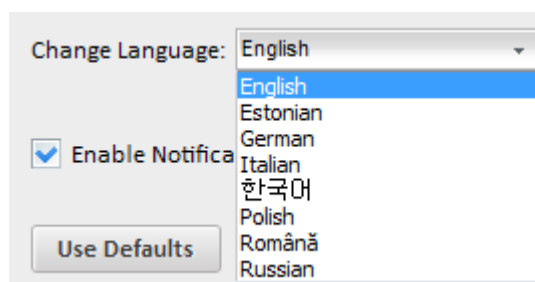 Change Language: English
English
Estonian
German
Enable Notifica
Italian
한국어
Polish
Use Defaults
Română
Russian